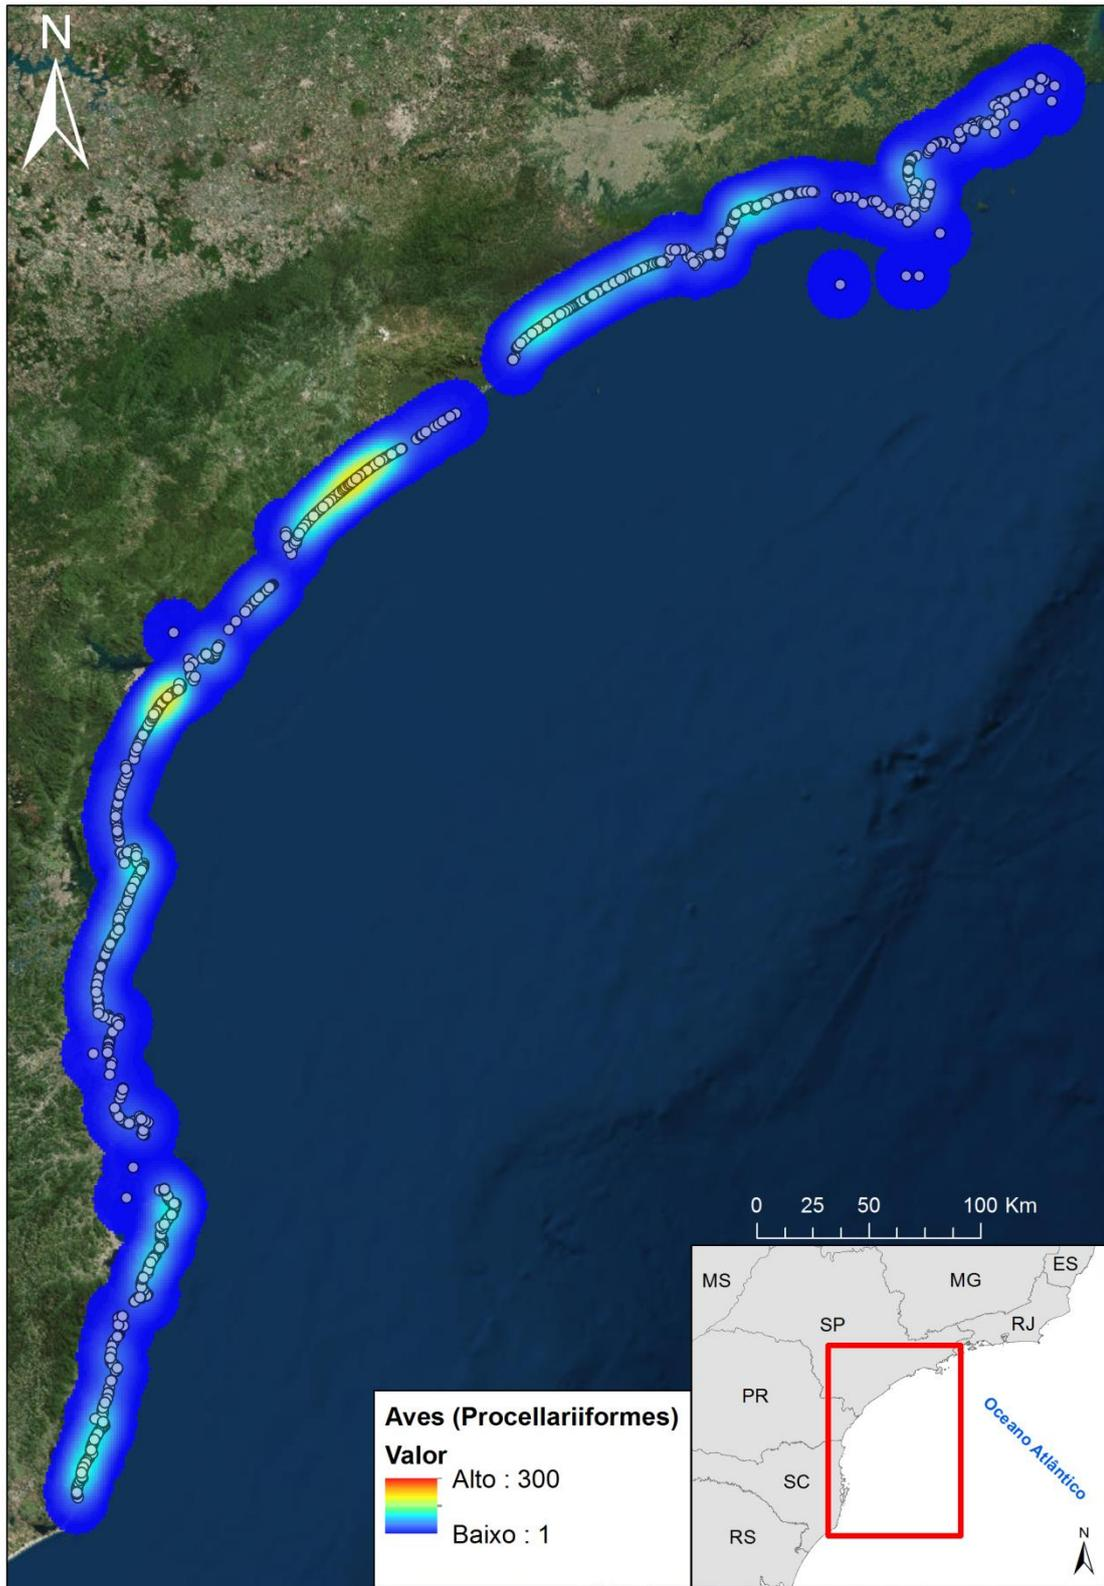 N
0 25 50 100 Km
Aves (Procellariiformes)
Valor
Alto : 300
Baixo : 1
MS
MG
ES
SP
RJ
PR
SC
RS
Oceano Atlântico
N